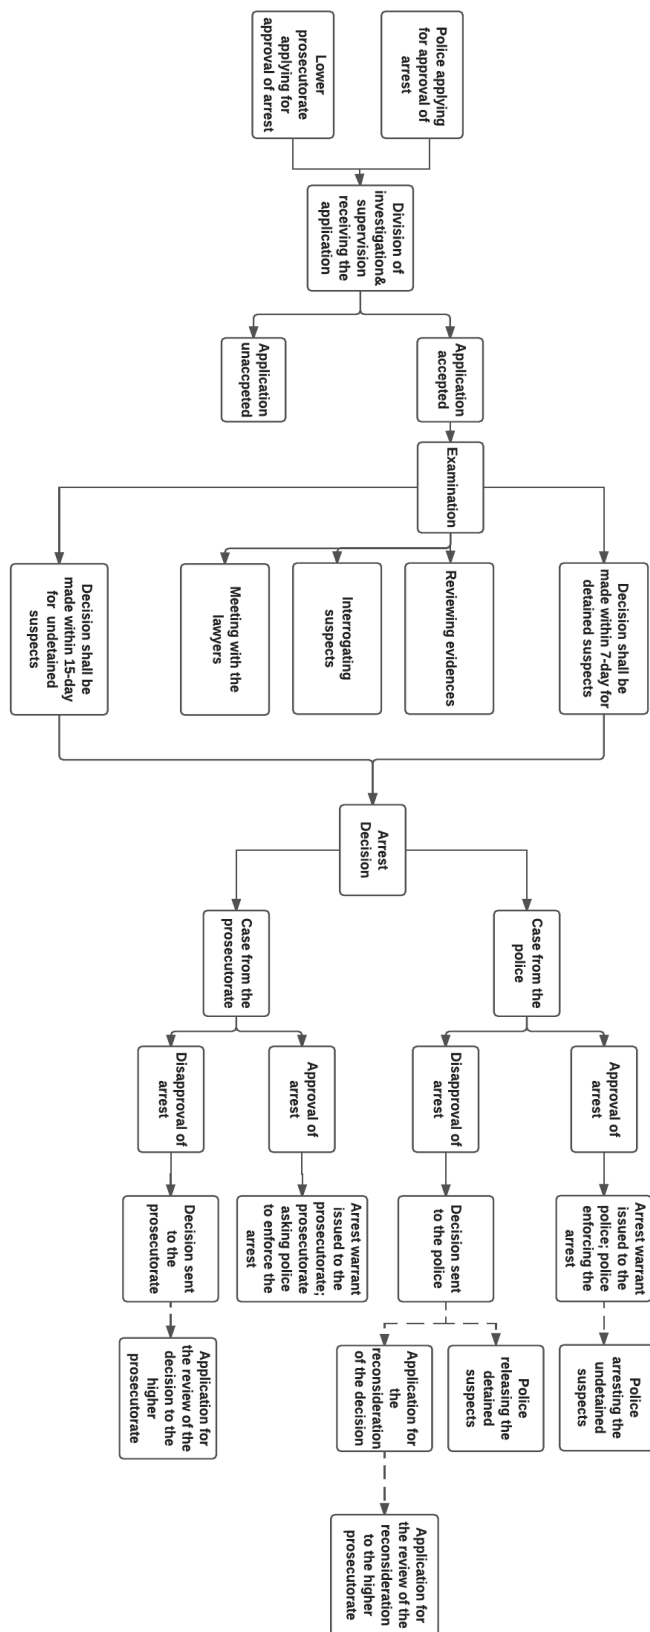 Police applying
for approval of
arrest
Lower
prosecutorate
applying for
approval of arrest
Division of
investigation&
supervision
receiving the
application
Application
accepted
Application
unaccpeted
Examination
Decision shall be
made within 7-day for
detained suspects
Reviewing evidences
Interrogating
suspects
Meeting with the
lawyers
Decision shall be
made within 15-day
for undetained
suspects
Arrest
Decision
Case from the
police
Case from the
prosecutorate
Approval of
arrest
Disapproval of
arrest
Approval of
arrest
Disapproval of
arrest
Arrest warrant
issued to the
police; police
enforcing the
arrest
Decision sent
to the police
Arrest warrant
issued to the
prosecutorate;
prosecutorate
asking police
to enforce the
arrest
Decision sent
to the
prosecutorate
Police
arresting the
undetained
suspects
Police
releasing the
detained
suspects
Application for
the
reconsideration
of the decision
Application for
the review of the
decision to the
higher
prosecutorate
Application for
the review of the
reconsideration
to the higher
prosecutorate